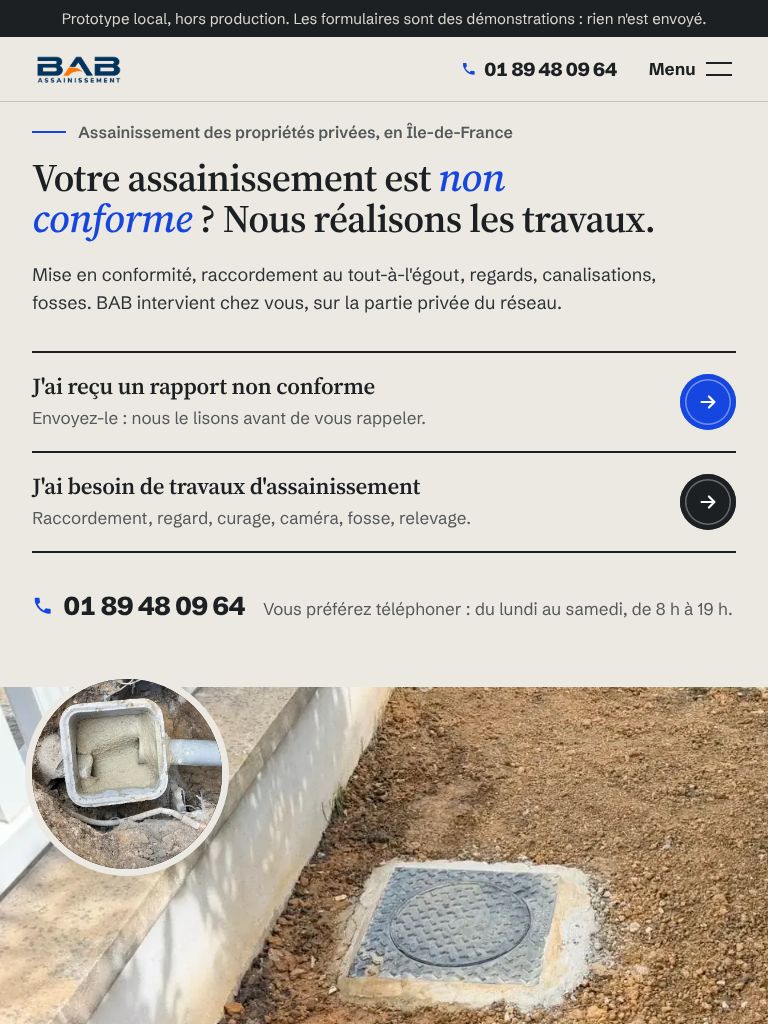 Prototype local, hors production. Les formulaires sont des démonstrations : rien n'est envoyé.
BAB
ASSAINISSEMENT
01 89 48 09 64
Menu
Assainissement des propriétés privées, en Île-de-France
Votre assainissement est non
conforme ? Nous réalisons les travaux.
Mise en conformité, raccordement au tout-à-l'égout, regards, canalisations,
fosses. BAB intervient chez vous, sur la partie privée du réseau.
J'ai reçu un rapport non conforme
Envoyez-le : nous le lisons avant de vous rappeler.
J'ai besoin de travaux d'assainissement
Raccordement, regard, curage, caméra, fosse, relevage.
01 89 48 09 64 Vous préférez téléphoner : du lundi au samedi, de 8 h à 19 h.